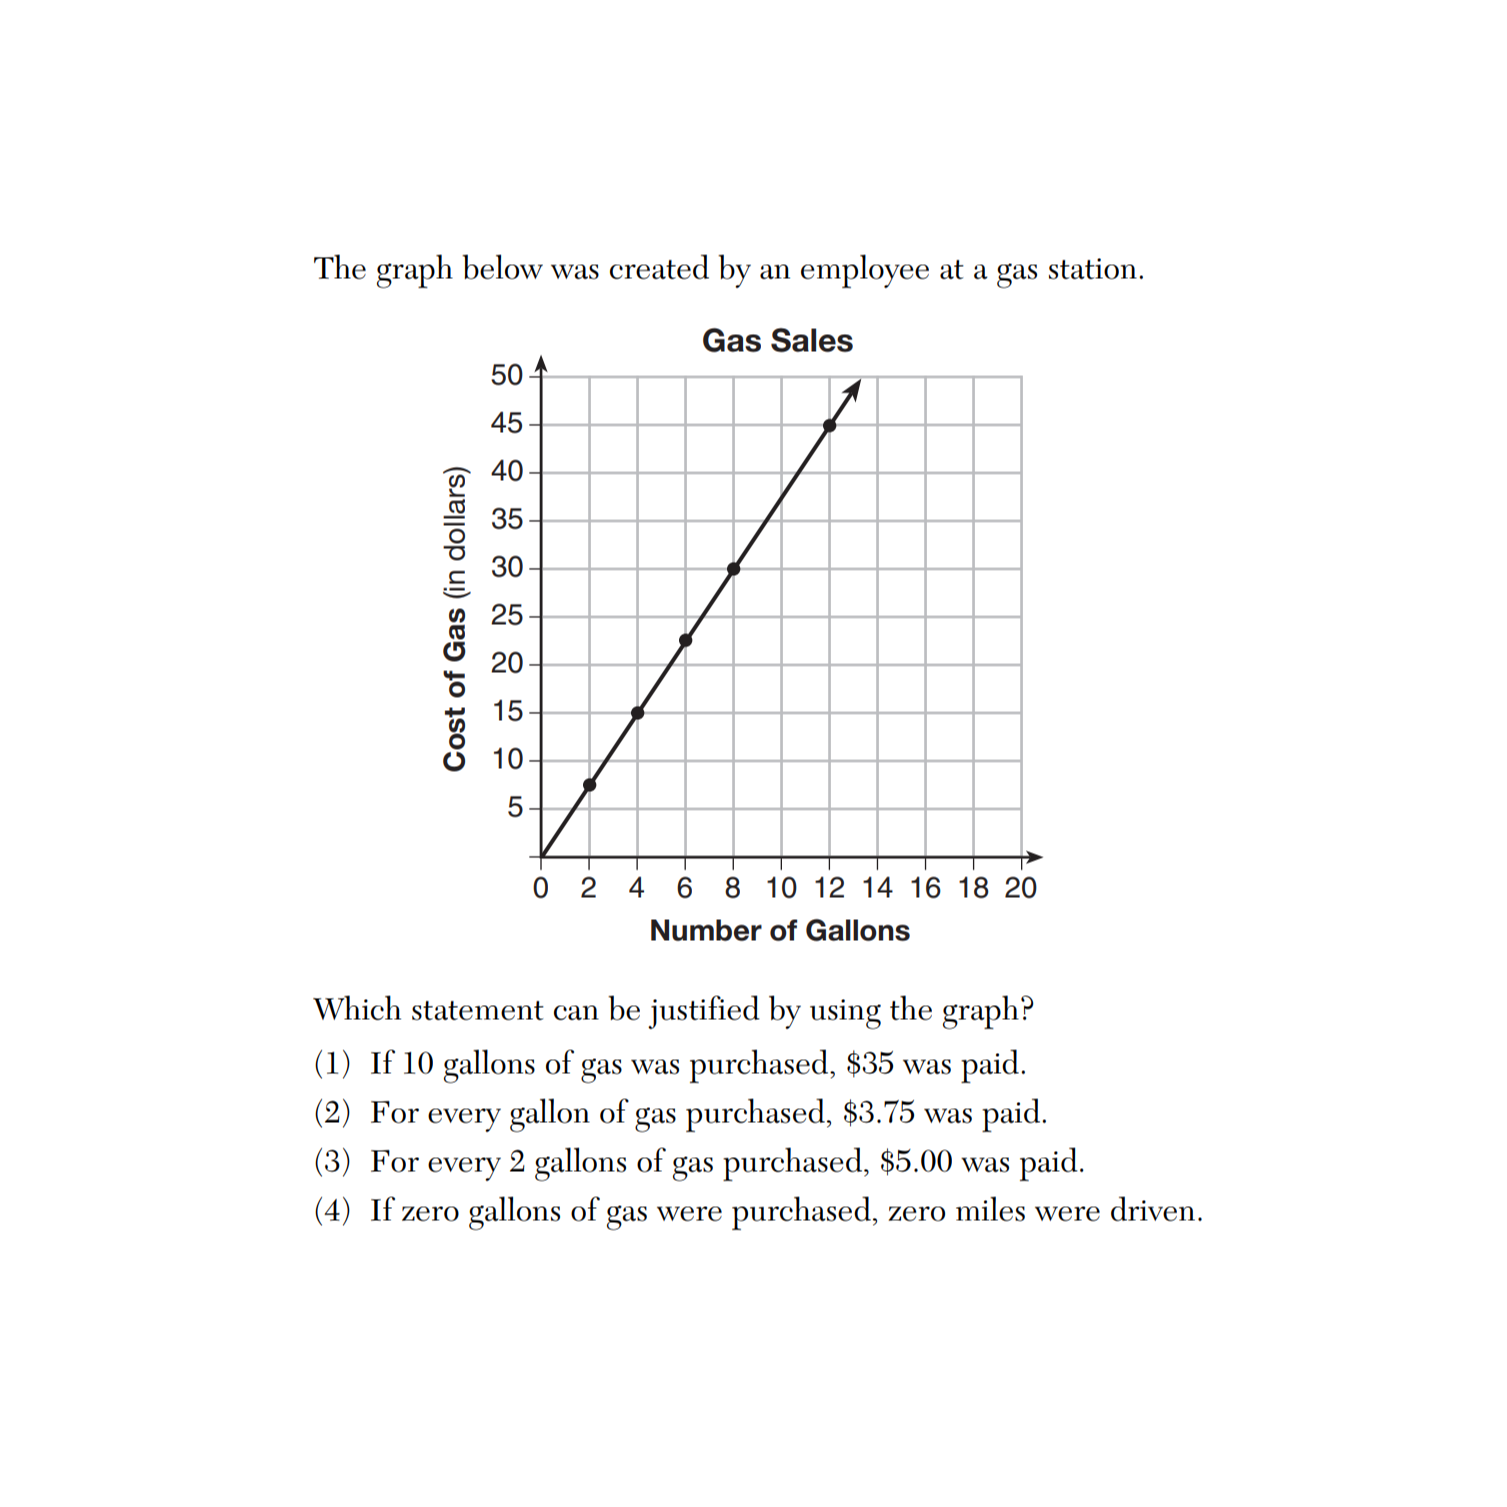 The graph below was created by an employee at a gas station.
Gas Sales
Cost of Gas (in dollars)
50
45
40
35
30
25
20
15
10
5
0 2 4 6 8 10 12 14 16 18 20
Number of Gallons
Which statement can be justified by using the graph?
(1) If 10 gallons of gas was purchased, $35 was paid.
(2) For every gallon of gas purchased, $3.75 was paid.
(3) For every 2 gallons of gas purchased, $5.00 was paid.
(4) If zero gallons of gas were purchased, zero miles were driven.